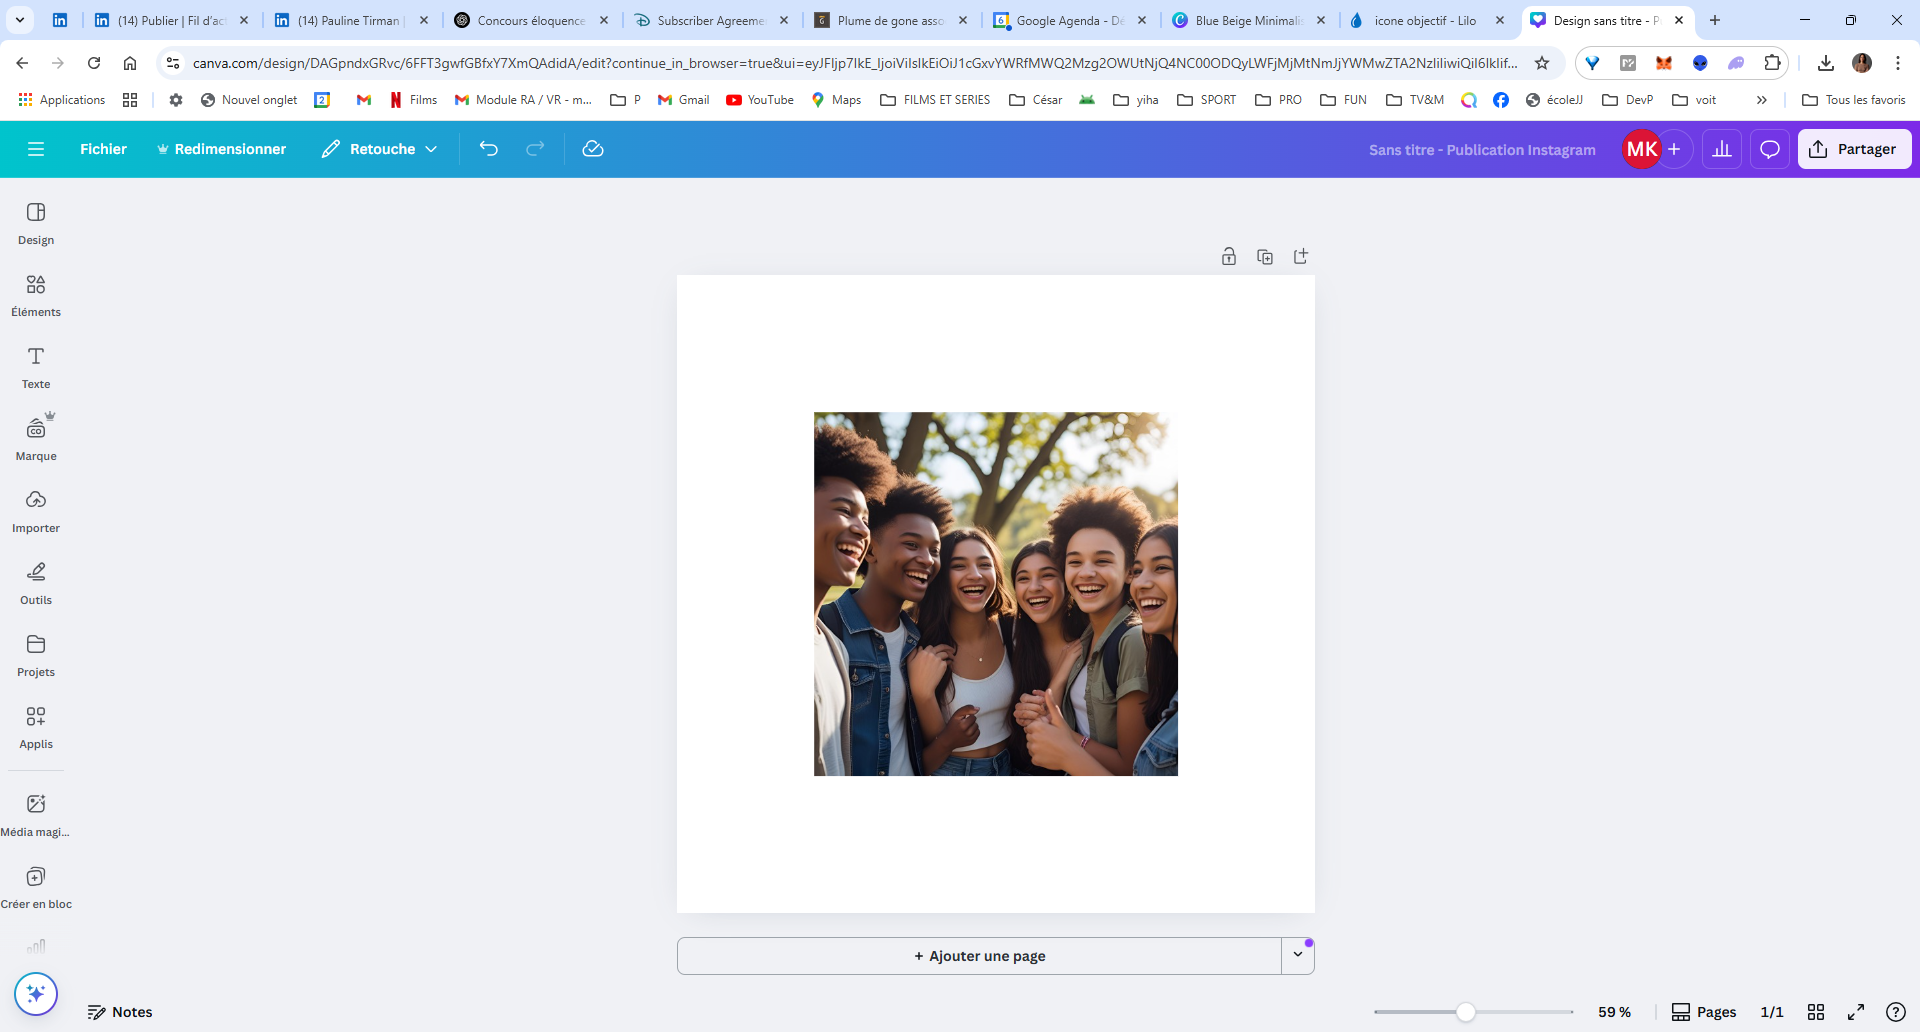 (14) Publier | Fil d'ac
(14) Pauline Tirman |
Concours éloquence
Subscriber Agreeme
Plume de gone asso
Google Agenda - Dé
Blue Beige Minimalis
icone objectif - Lilo
Design sans titre - P
canva.com/design/DAGpndxGRvc/6FFT3gwfGBfxY7XmQAdidA/edit?continue_in_browser=true&ui=eyJFIjp7IkE_IjoiViIsIkEiOiJ1cGxvYWRfMWQ2Mzg2OWUtNjQ4NC00ODQyLWFjMjMtNmJjYWMwZTA2NzIiIiwiQiI6IkIif...
Applications
Nouvel onglet
Films
Module RA / VR - m...
P
Gmail
YouTube
Maps
FILMS ET SERIES
César
yiha
SPORT
PRO
FUN
TV&M
écoleJJ
DevP
voit
Tous les favoris
Fichier
Redimensionner
Retouche
Sans titre - Publication Instagram
MK
Partager
Design
Éléments
Texte
Marque
Importer
Outils
Projets
Applis
Média magi...
Créer en bloc
+ Ajouter une page
Notes
59 %
Pages
1/1